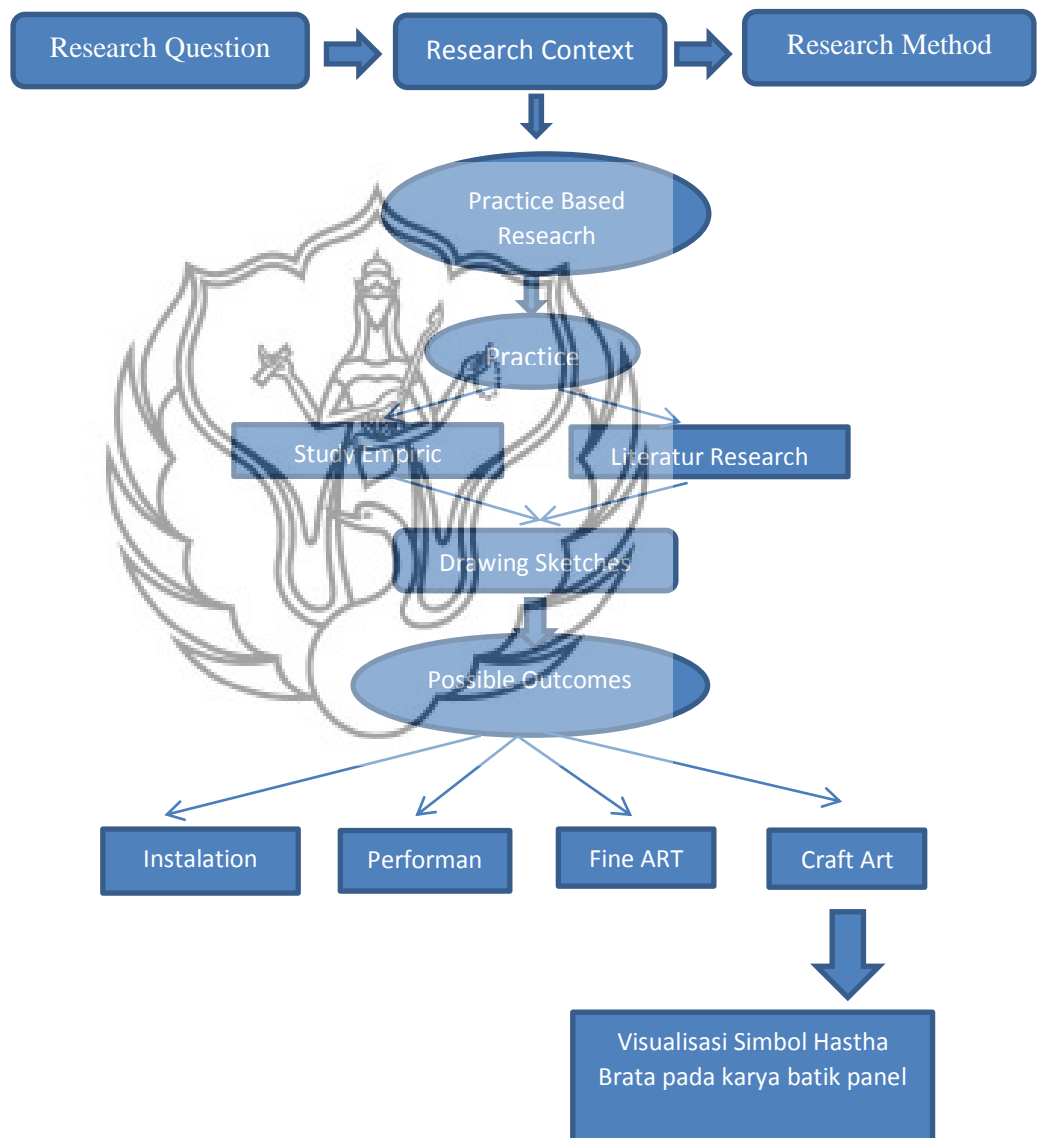 Research Question
Research Context
Research Method
Practice Based
Reseacrh
Practice
Study Empiric
Literatur Research
Drawing Sketches
Possible Outcomes
Instalation
Performan
Fine ART
Craft Art
Visualisasi Simbol Hastha
Brata pada karya batik panel